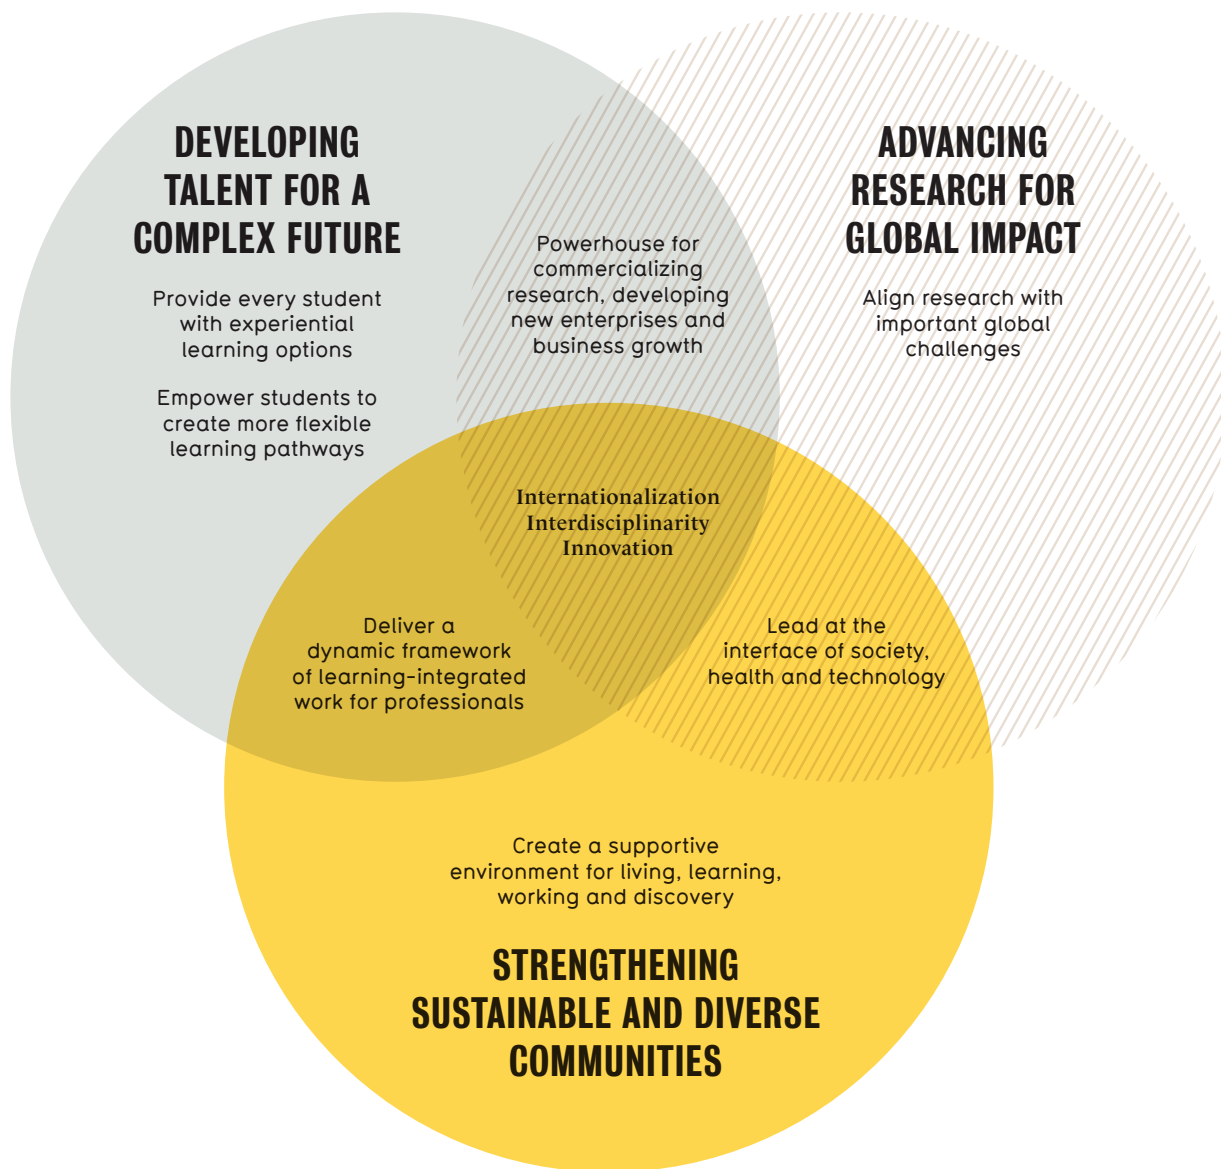 DEVELOPING
TALENT FOR A
COMPLEX FUTURE
Provide every student
with experiential
learning options
Empower students to
create more flexible
learning pathways
Powerhouse for
commercializing
research, developing
new enterprises and
business growth
ADVANCING
RESEARCH FOR
GLOBAL IMPACT
Align research with
important global
challenges
Internationalization
Interdisciplinarity
Innovation
Deliver a
dynamic framework
of learning-integrated
work for professionals
Lead at the
interface of society,
health and technology
Create a supportive
environment for living, learning,
working and discovery
STRENGTHENING
SUSTAINABLE AND DIVERSE
COMMUNITIES